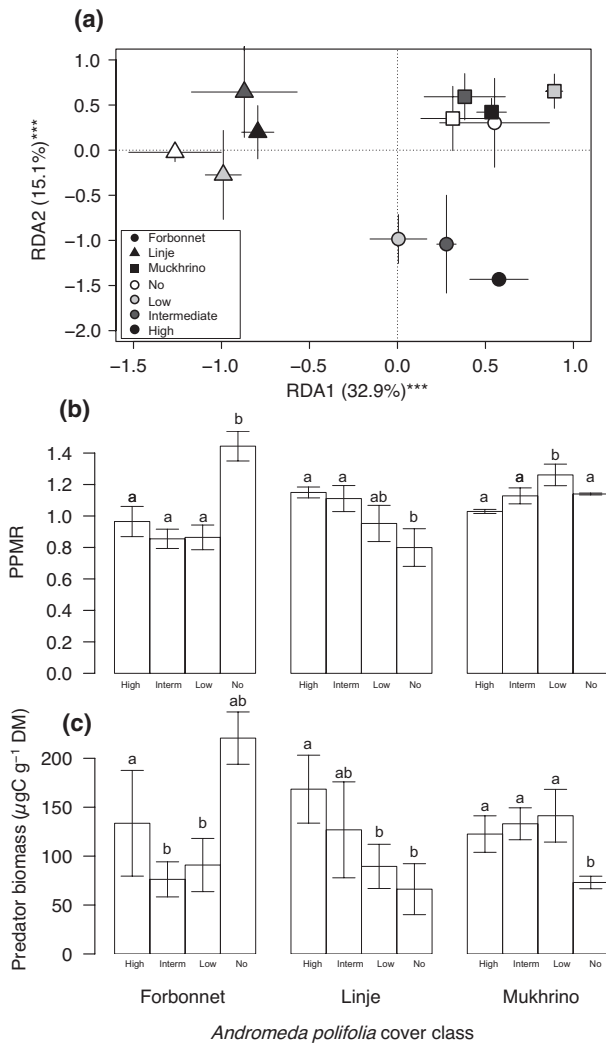 (a)
1.0
0.5
0.0
−0.5
−1.0
−1.5
−2.0
RDA2 (15.1%)***
Forbonnet
Linje
Muckhrino
No
Low
Intermediate
High
−1.5 −1.0 −0.5 0.0 0.5 1.0
RDA1 (32.9%)***
(b)
1.4
1.2
1.0
0.8
0.6
0.4
0.2
0.0
PPMR
a a a b a a ab b a a b a
High Interm Low No High Interm Low No High Interm Low No
(c)
200
150
100
50
0
Predator biomass (µgC g−1 DM)
a b b ab a ab b b a a a b
High Interm Low No High Interm Low No High Interm Low No
Forbonnet Linje Mukhrino
Andromeda polifolia cover class